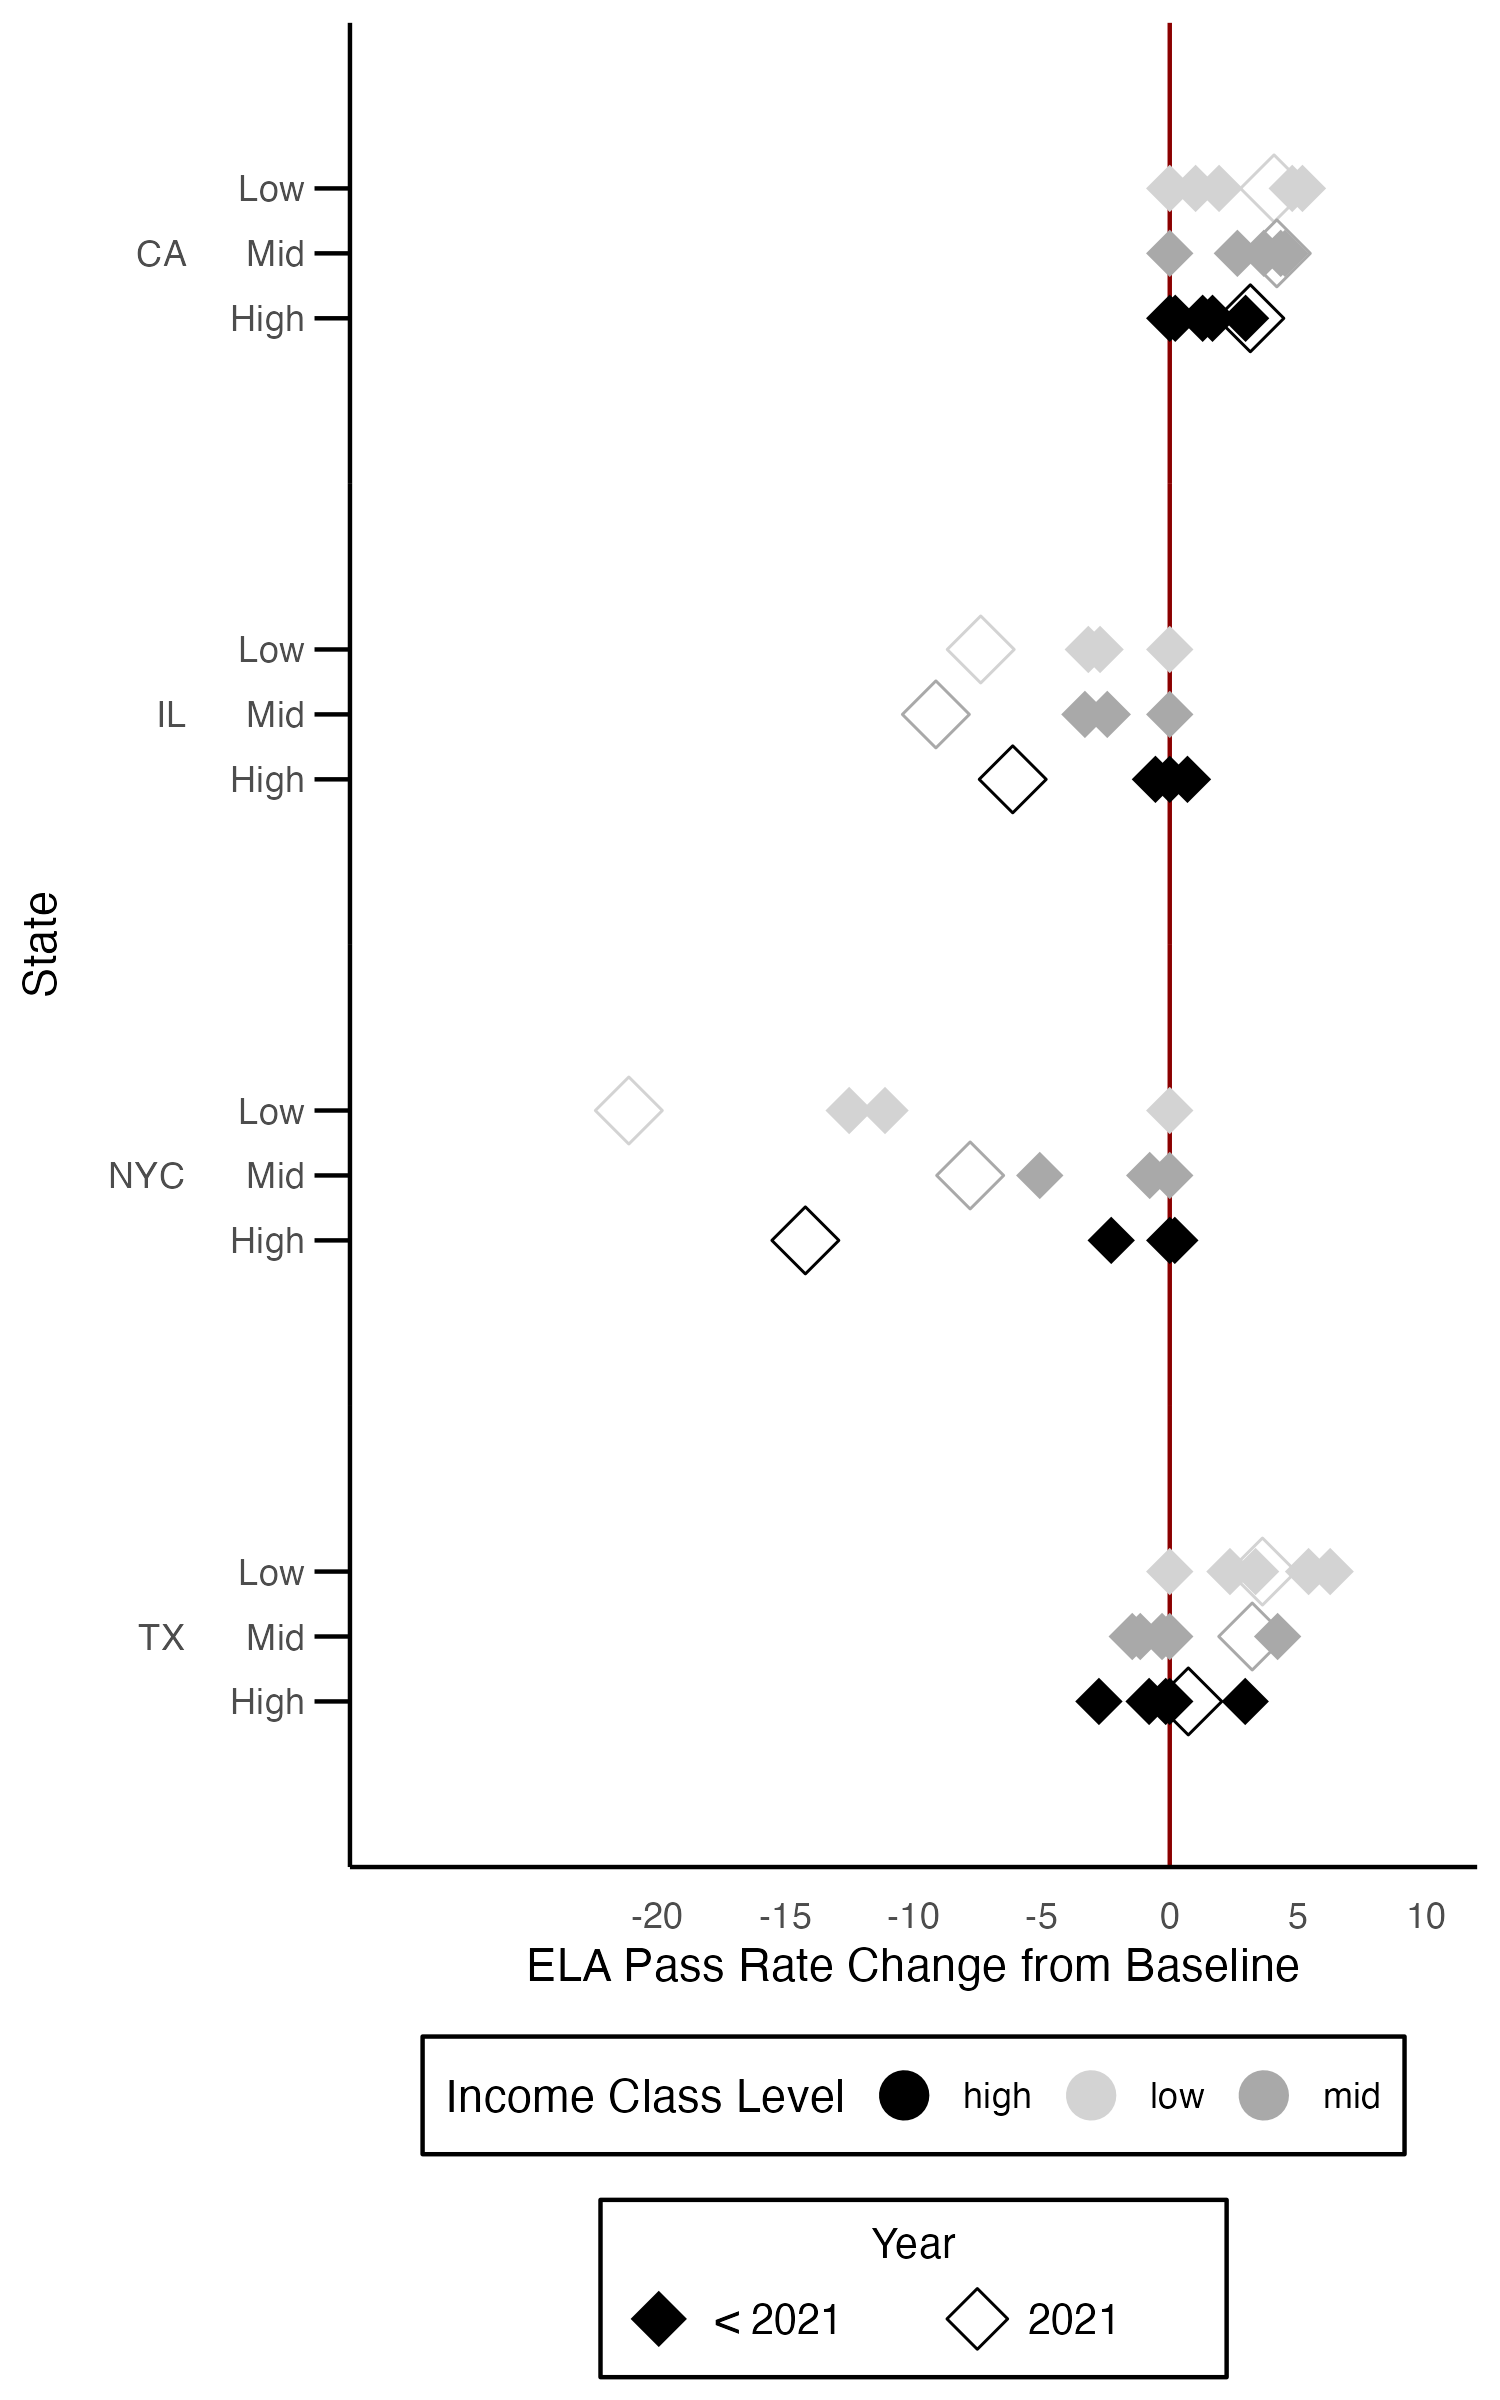 State
Low
CA Mid
High
Low
IL Mid
High
Low
NYC Mid
High
Low
TX Mid
High
-20 -15 -10 -5 0 5 10
ELA Pass Rate Change from Baseline
Income Class Level high low mid
Year
< 2021 2021